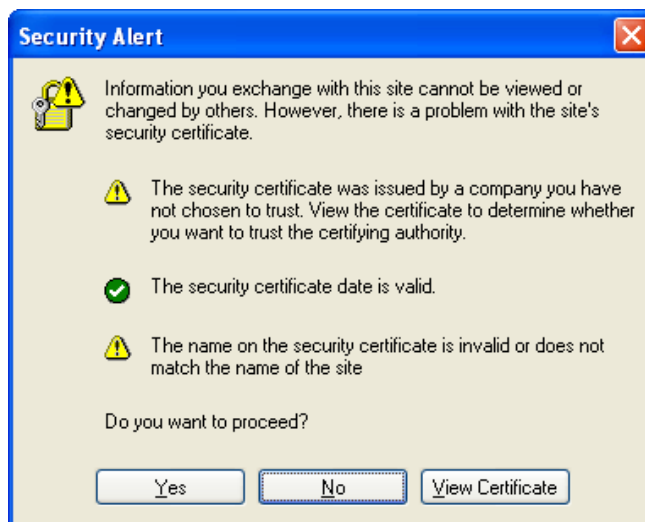 Security Alert
Information you exchange with this site cannot be viewed or
changed by others. However, there is a problem with the site's
security certificate.
The security certificate was issued by a company you have
not chosen to trust. View the certificate to determine whether
you want to trust the certifying authority.
The security certificate date is valid.
The name on the security certificate is invalid or does not
match the name of the site
Do you want to proceed?
Yes No View Certificate